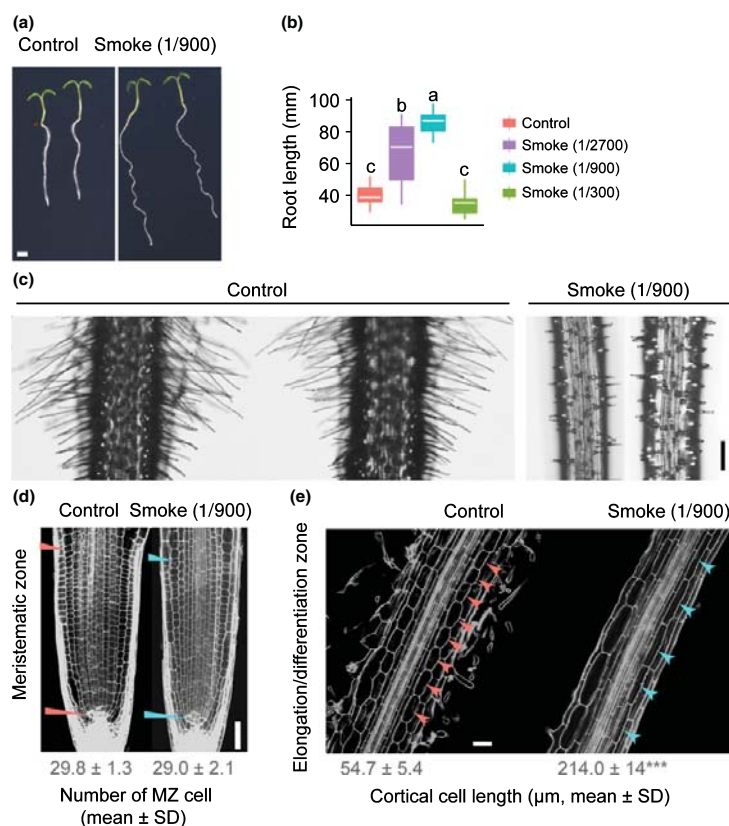 (a)
Control Smoke (1/900)
(b)
Root length (mm)
100
80
60
40
c
b
a
c
Control
Smoke (1/2700)
Smoke (1/900)
Smoke (1/300)
(c)
Control
Smoke (1/900)
(d)
Control Smoke (1/900)
Meristematic zone
29.8 ± 1.3 29.0 ± 2.1
Number of MZ cell
(mean ± SD)
(e)
Control
Smoke (1/900)
Elongation/differentiation zone
54.7 ± 5.4 214.0 ± 14***
Cortical cell length (µm, mean ± SD)